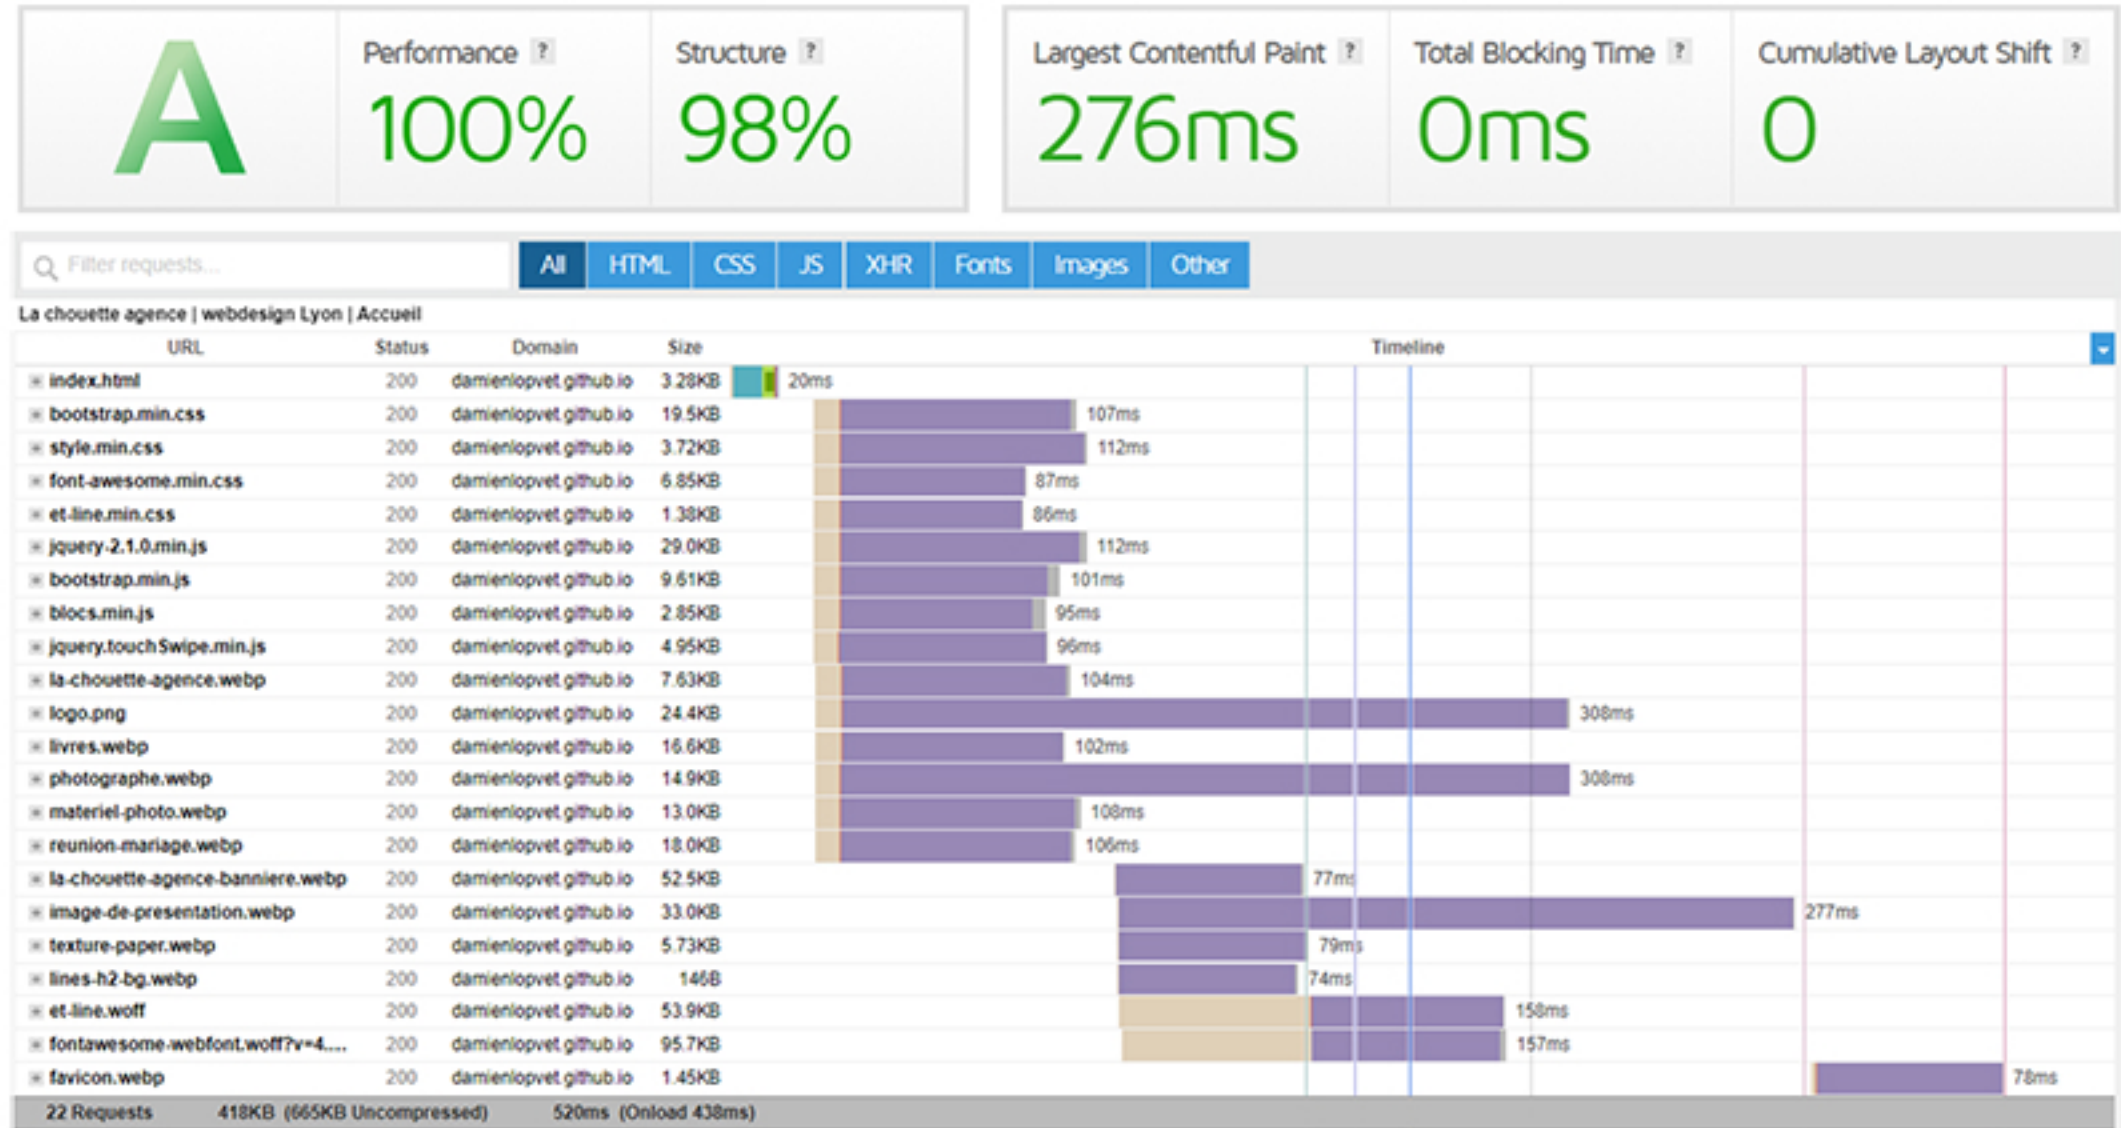 A
Performance ? Structure ?
100% 98%
Largest Contentful Paint ? Total Blocking Time ? Cumulative Layout Shift ?
276ms 0ms 0
Filter requests...
All HTML CSS JS XHR Fonts Images Other
La chouette agence | webdesign Lyon | Accueil
URL Status Domain Size Timeline
index.html 200 damienlopvet.github.io 3.28KB 20ms
bootstrap.min.css 200 damienlopvet.github.io 19.5KB 107ms
style.min.css 200 damienlopvet.github.io 3.72KB 112ms
font-awesome.min.css 200 damienlopvet.github.io 6.85KB 87ms
et-line.min.css 200 damienlopvet.github.io 1.38KB 86ms
jquery-2.1.0.min.js 200 damienlopvet.github.io 29.0KB 112ms
bootstrap.min.js 200 damienlopvet.github.io 9.61KB 101ms
blocs.min.js 200 damienlopvet.github.io 2.85KB 95ms
jquery.touchSwipe.min.js 200 damienlopvet.github.io 4.95KB 96ms
la-chouette-agence.webp 200 damienlopvet.github.io 7.63KB 104ms
logo.png 200 damienlopvet.github.io 24.4KB 308ms
livres.webp 200 damienlopvet.github.io 16.6KB 102ms
photographe.webp 200 damienlopvet.github.io 14.9KB 308ms
materiel-photo.webp 200 damienlopvet.github.io 13.0KB 108ms
reunion-mariage.webp 200 damienlopvet.github.io 18.0KB 106ms
la-chouette-agence-banniere.webp 200 damienlopvet.github.io 52.5KB 77ms
image-de-presentation.webp 200 damienlopvet.github.io 33.0KB 277ms
texture-paper.webp 200 damienlopvet.github.io 5.73KB 79ms
lines-h2-bg.webp 200 damienlopvet.github.io 146B 74ms
et-line.woff 200 damienlopvet.github.io 53.9KB 158ms
fontawesome-webfont.woff?v=4.... 200 damienlopvet.github.io 95.7KB 157ms
favicon.webp 200 damienlopvet.github.io 1.45KB 78ms
22 Requests 418KB (665KB Uncompressed) 520ms (Onload 438ms)